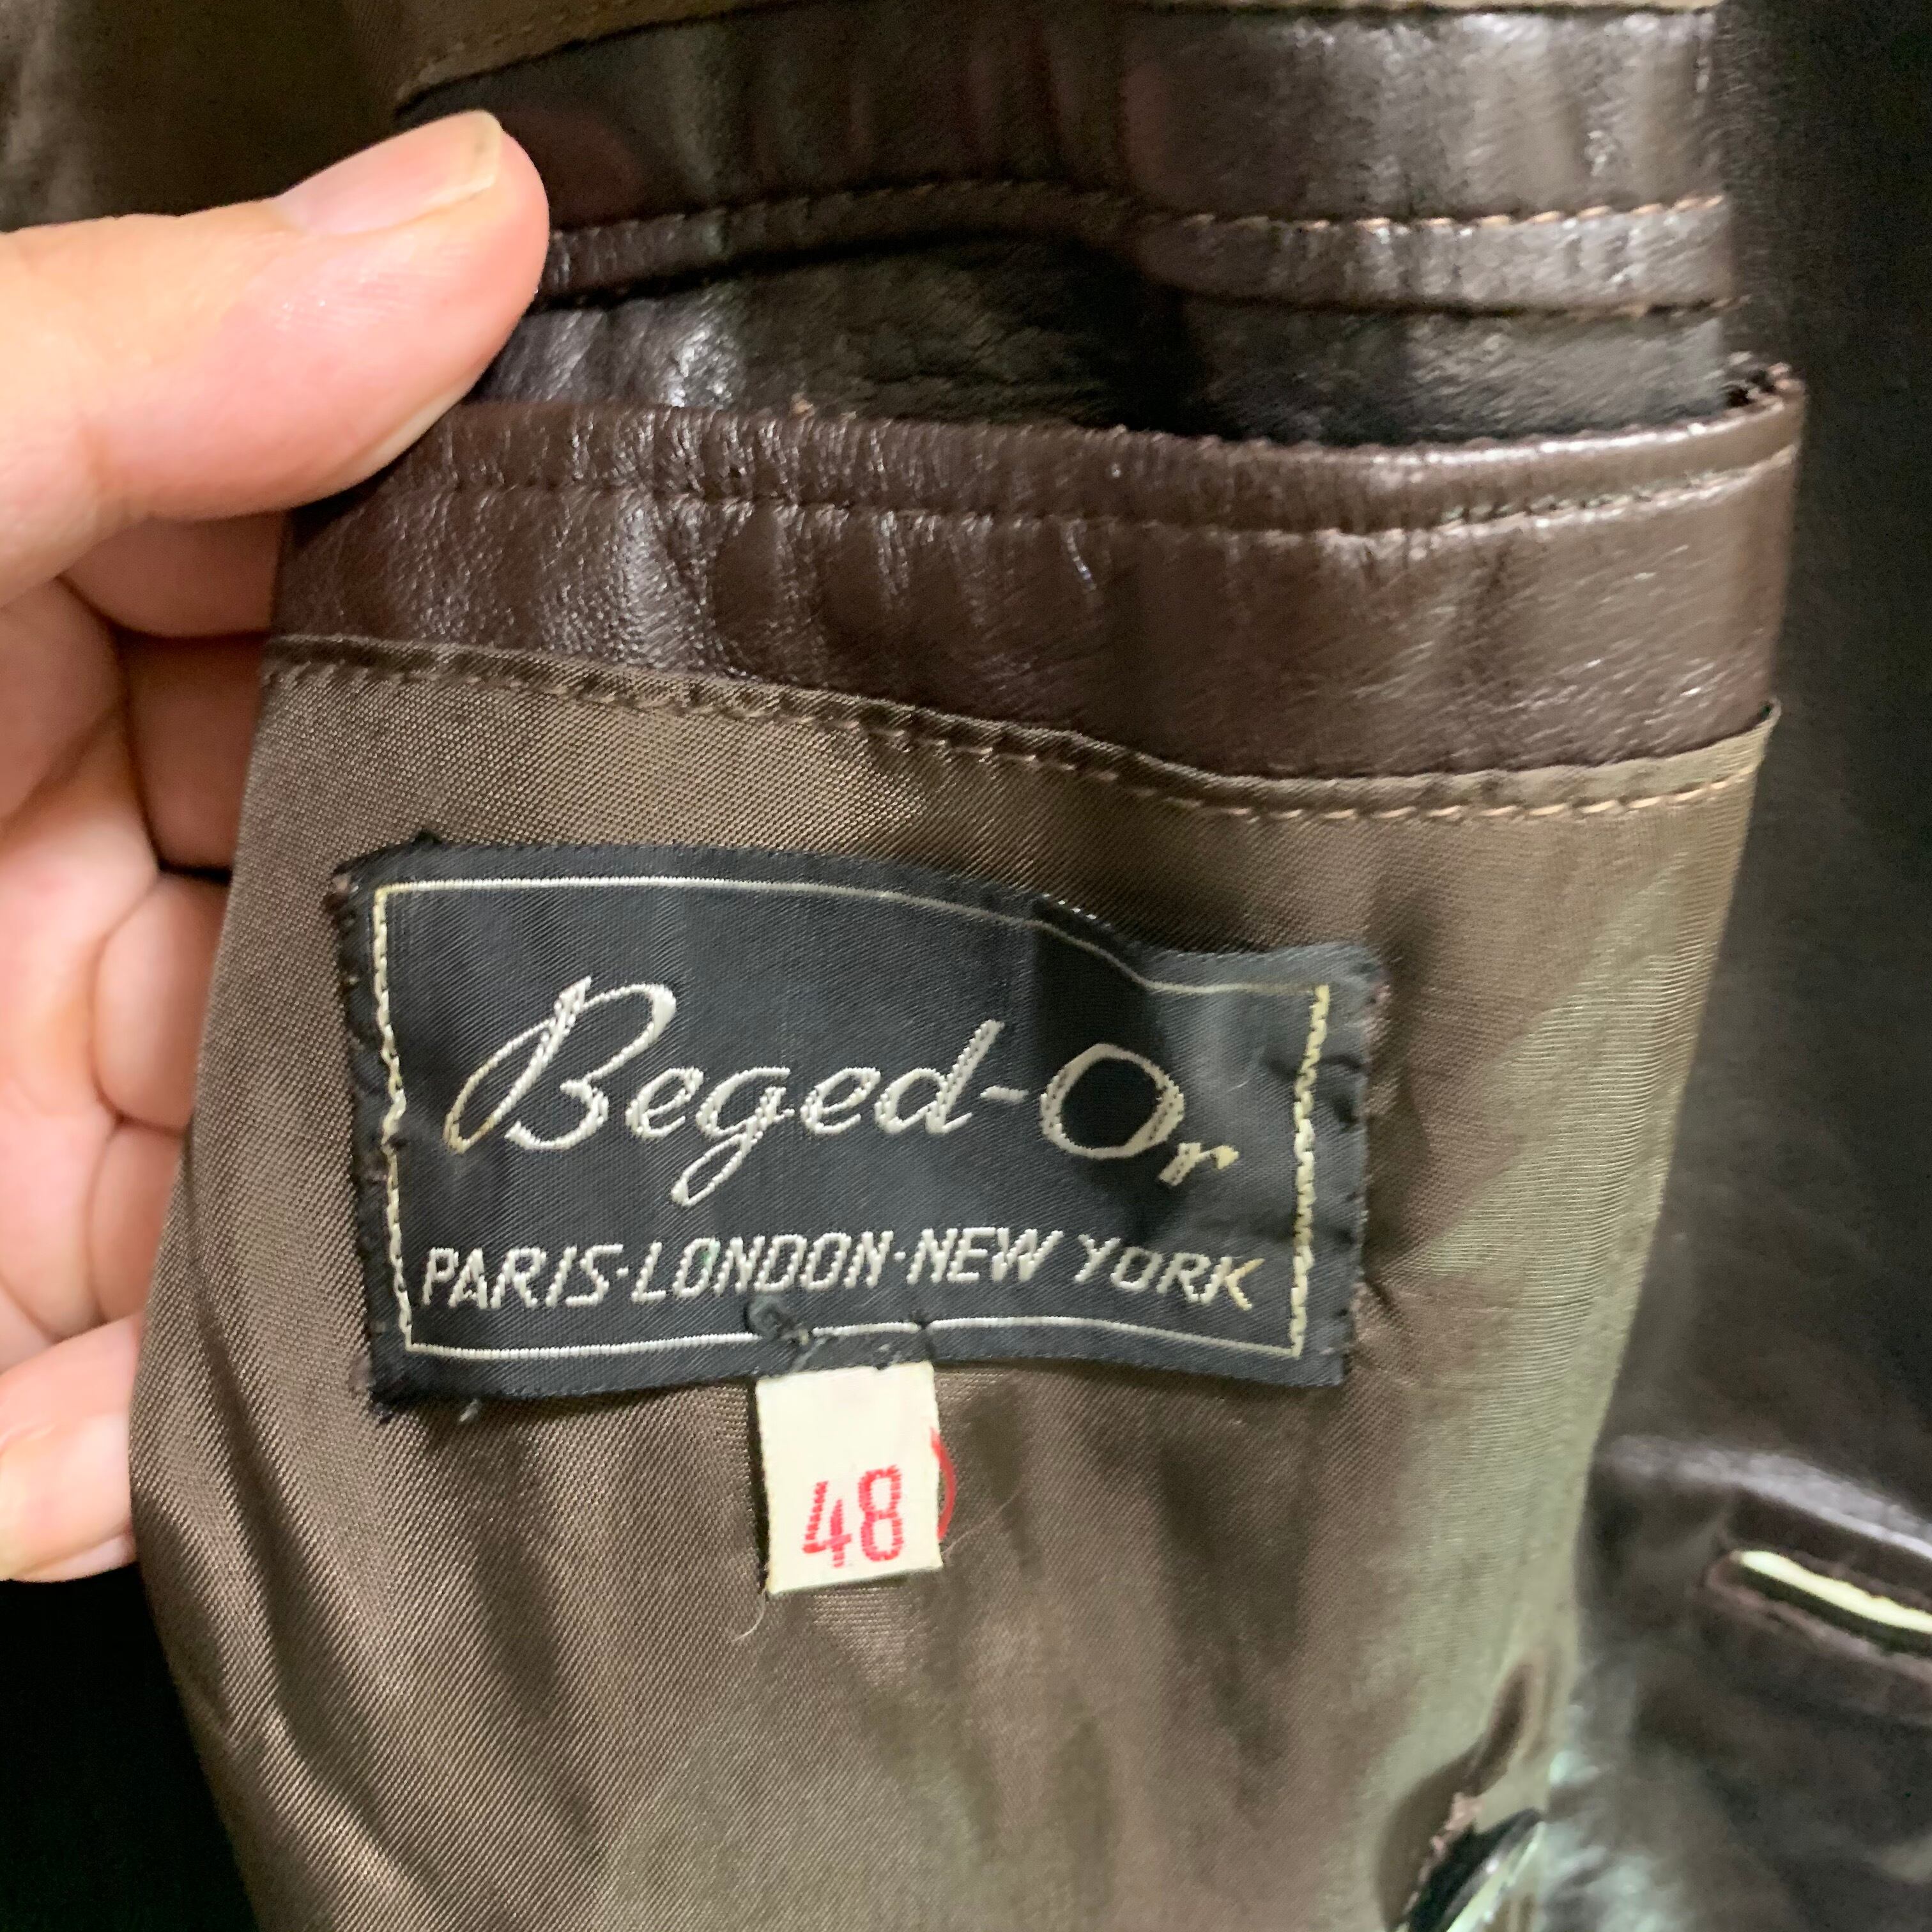 Beged-Or
PARIS·LONDON·NEW YORK
48